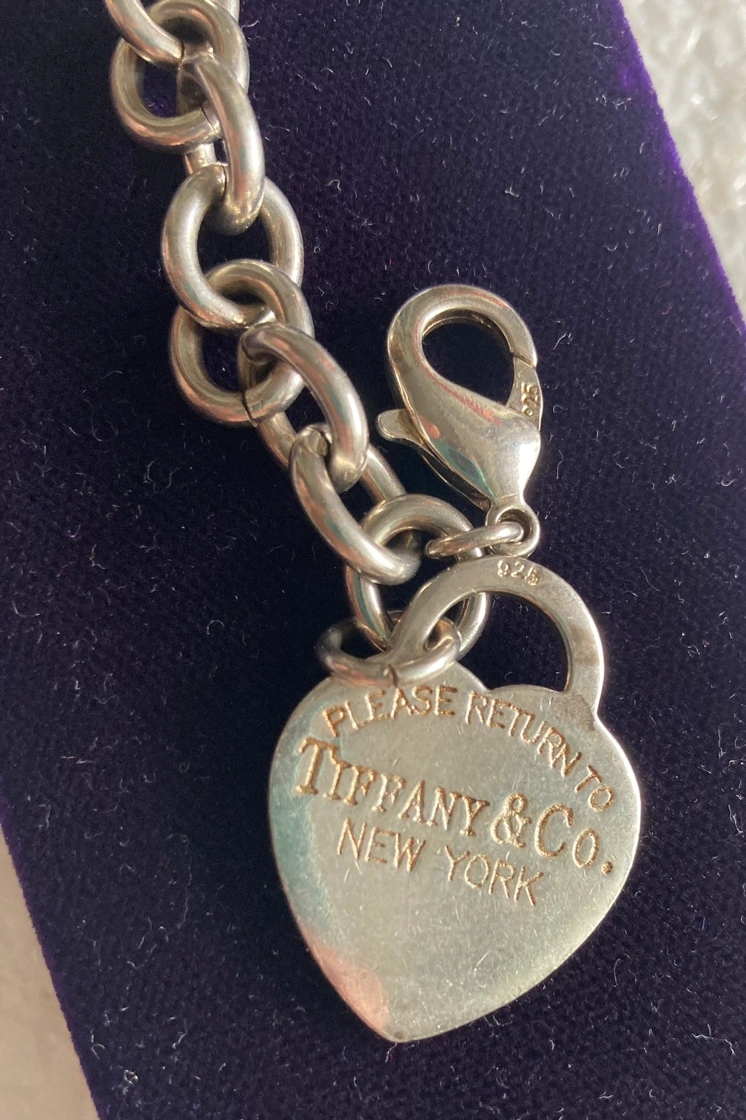 925
925
PLEASE RETURN TO
TIFFANY & CO.
NEW YORK